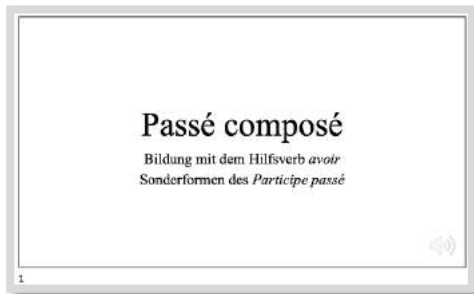 Passé composé
Bildung mit dem Hilfsverb avoir
Sonderformen des Participe passé
1